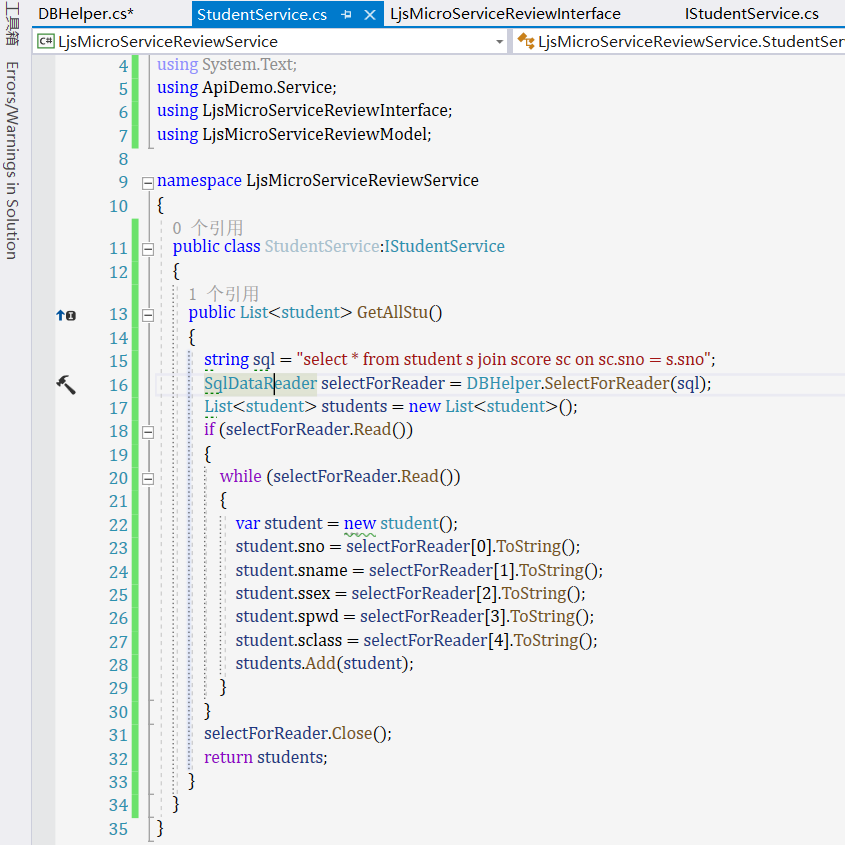 工具箱
Errors/Warnings in Solution
DBHelper.cs*
StudentService.cs
LjsMicroServiceReviewInterface
IStudentService.cs
C# LjsMicroServiceReviewService
LjsMicroServiceReviewService.StudentSer
4 using System.Text;
5 using ApiDemo.Service;
6 using LjsMicroServiceReviewInterface;
7 using LjsMicroServiceReviewModel;
8
9 namespace LjsMicroServiceReviewService
10 {
0 个引用
11 public class StudentService:IStudentService
12 {
1 个引用
13 public List<student> GetAllStu()
14 {
15 string sql = "select * from student s join score sc on sc.sno = s.sno";
16 SqlDataReader selectForReader = DBHelper.SelectForReader(sql);
17 List<student> students = new List<student>();
18 if (selectForReader.Read())
19 {
20 while (selectForReader.Read())
21 {
22 var student = new student();
23 student.sno = selectForReader[0].ToString();
24 student.sname = selectForReader[1].ToString();
25 student.ssex = selectForReader[2].ToString();
26 student.spwd = selectForReader[3].ToString();
27 student.sclass = selectForReader[4].ToString();
28 students.Add(student);
29 }
30 }
31 selectForReader.Close();
32 return students;
33 }
34 }
35 }